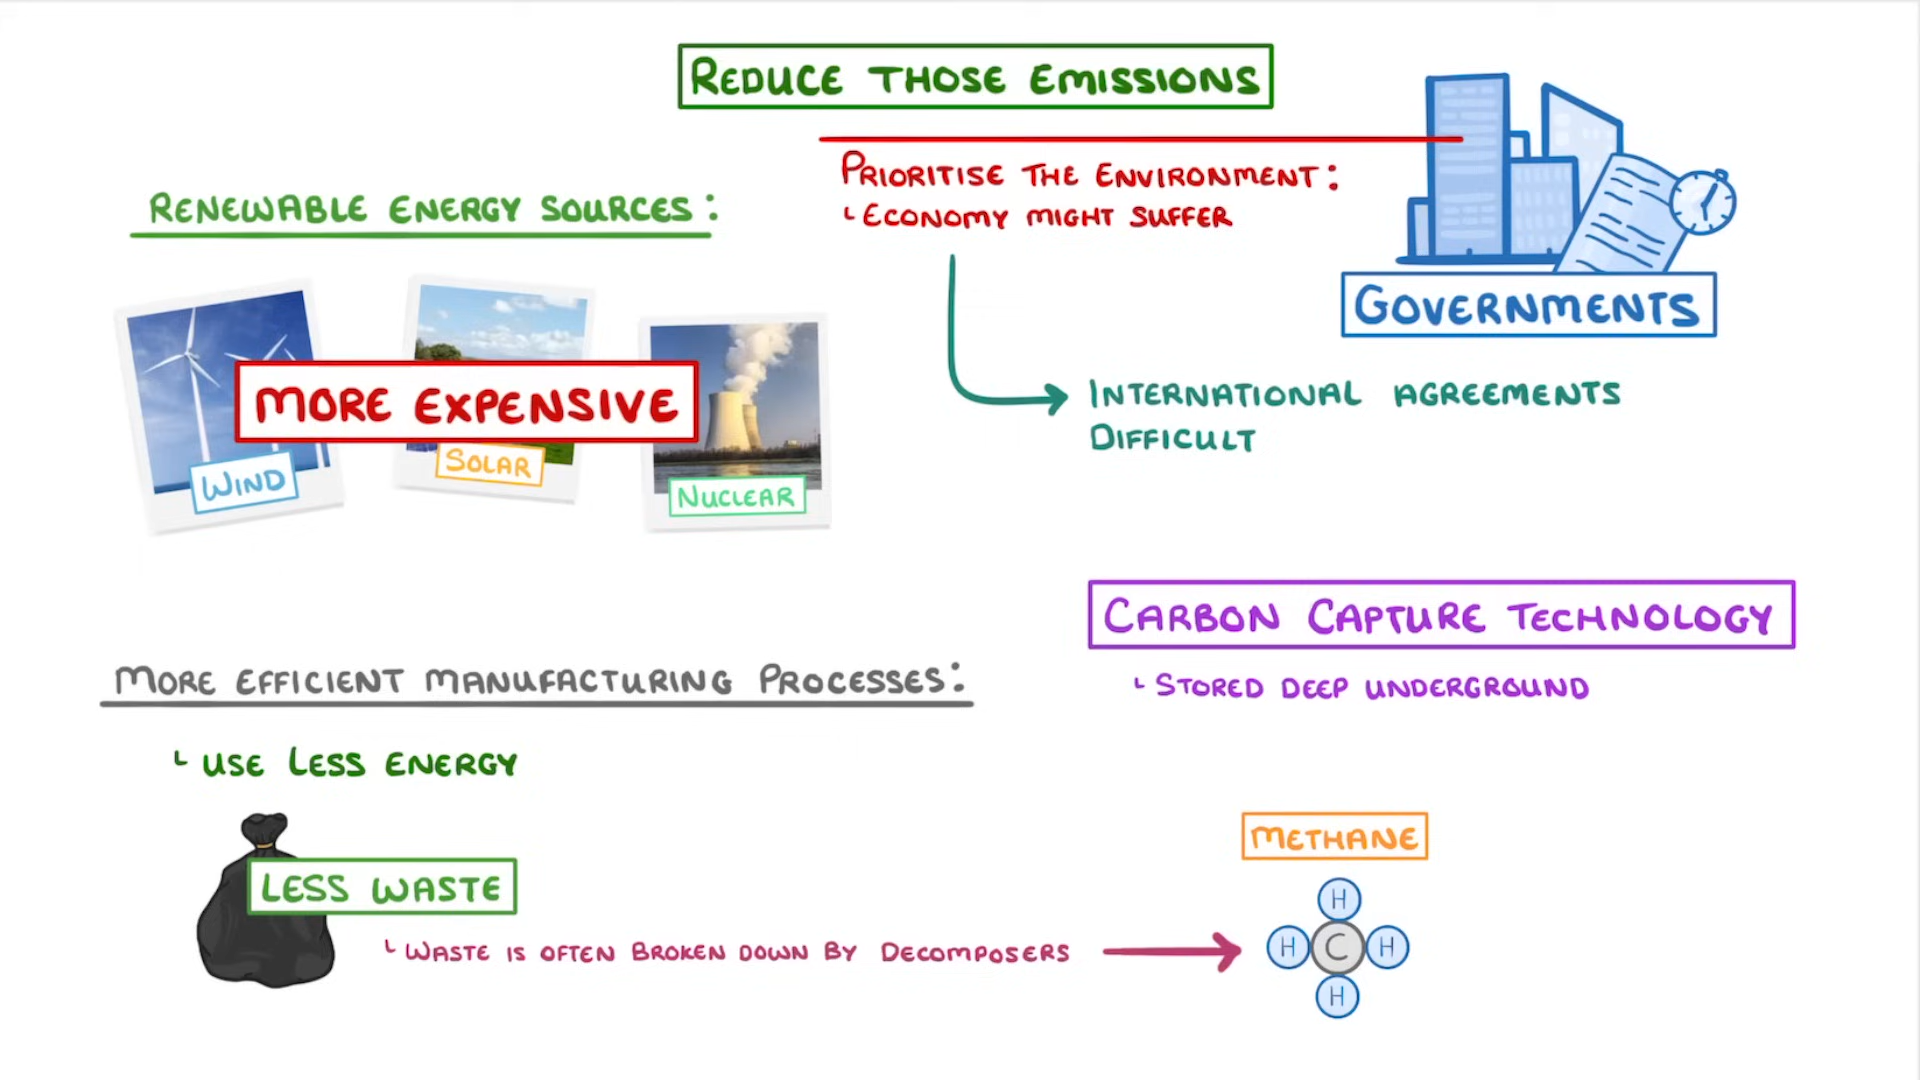 REDUCE THOSE EMISSIONS
RENEWABLE ENERGY SOURCES:
MORE EXPENSIVE
WIND
SOLAR
NUCLEAR
PRIORITISE THE ENVIRONMENT:
ECONOMY MIGHT SUFFER
GOVERNMENTS
INTERNATIONAL AGREEMENTS
DIFFICULT
MORE EFFICIENT MANUFACTURING PROCESSES:
USE LESS ENERGY
LESS WASTE
WASTE IS OFTEN BROKEN DOWN BY DECOMPOSERS
CARBON CAPTURE TECHNOLOGY
STORED DEEP UNDERGROUND
METHANE
H
H C H
H